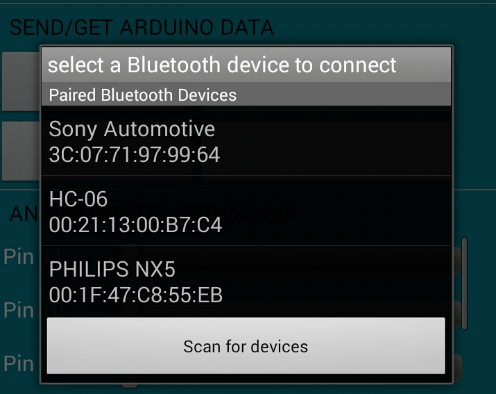 SEND/GET ARDUINO DATA
select a Bluetooth device to connect
Paired Bluetooth Devices
Sony Automotive
3C:07:71:97:99:64
HC-06
00:21:13:00:B7:C4
AN
Pin
PHILIPS NX5
00:1F:47:C8:55:EB
Pin
Scan for devices
Pin